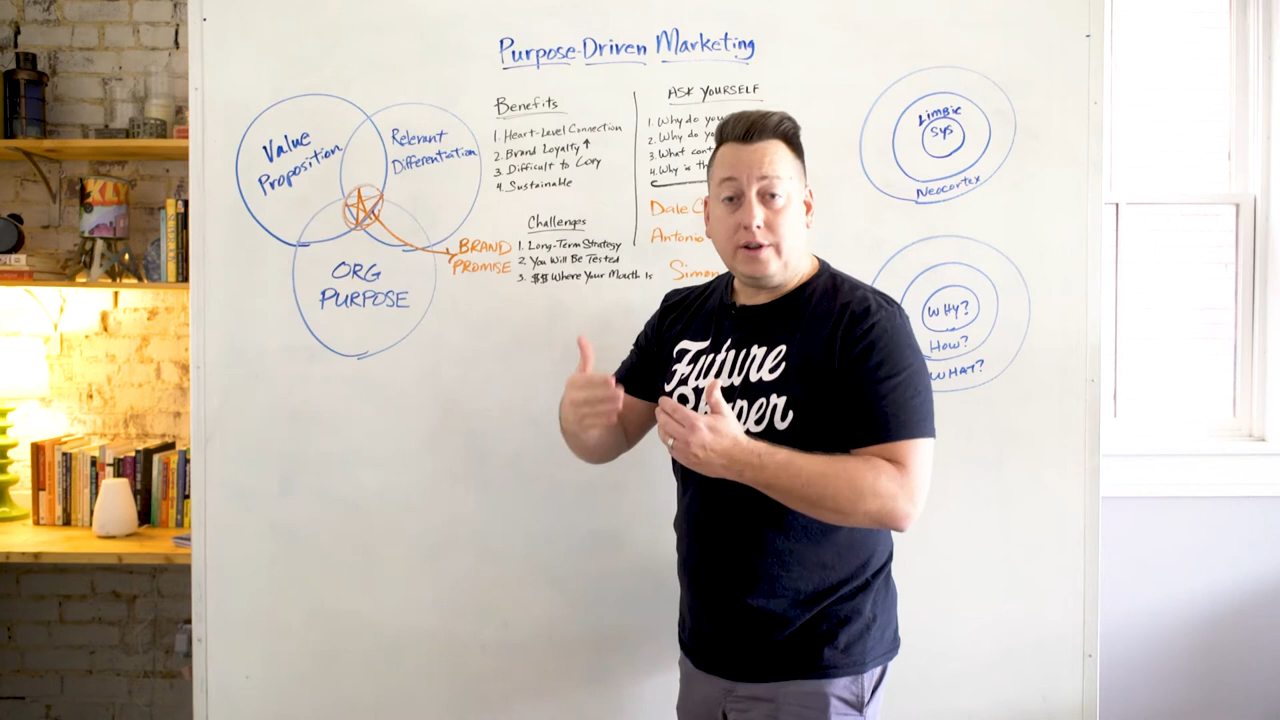 Purpose-Driven Marketing
Value
Proposition
Relevant
Differentiation
ORG
PURPOSE
BRAND
PROMISE
Benefits
1. Heart-Level Connection
2. Brand Loyalty ↑
3. Difficult to Copy
4. Sustainable
Challenges
1. Long-Term Strategy
2. You Will Be Tested
3. $$ Where Your Mouth Is
ASK YOURSELF
1. Why do you
2. Why do yo
3. What cont
4. Why is th
Dale C
Antonio
Simon
Limbic
Sys
Neocortex
WHY?
How?
WHAT?
Future
Shaper